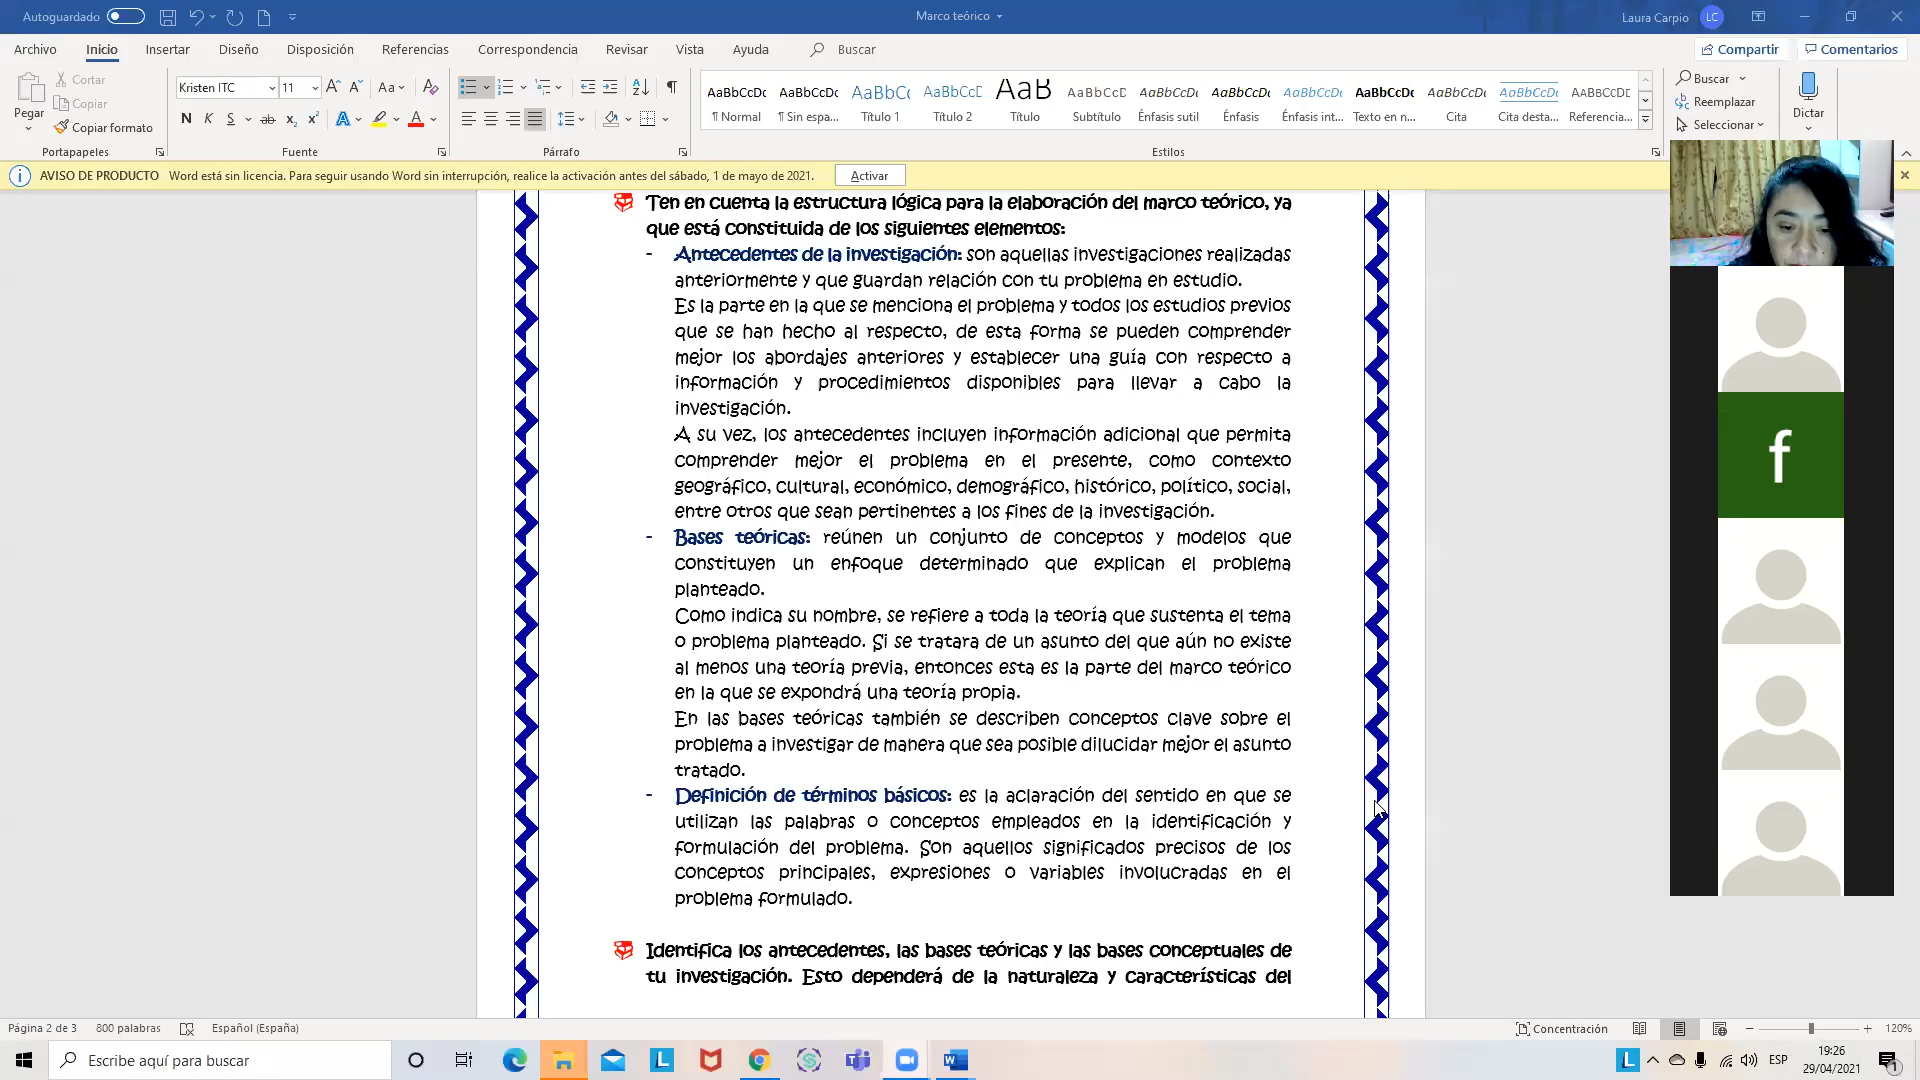 Autoguardado
Marco teórico
Laura Carpio
LC
Archivo Inicio Insertar Diseño Disposición Referencias Correspondencia Revisar Vista Ayuda Buscar
Compartir Comentarios
Pegar
Cortar
Copiar
Copiar formato
Portapapeles
Kristen ITC 11
Aa
N K S ab x₂ x²
Fuente
Párrafo
AaBbCcDc AaBbCcDc AaBbCc AaBbCcD AaB AaBbCcD AaBbCcDc AaBbCcDc AaBbCcDc AaBbCcDc AaBbCcDc AaBbCcDc AABBCCDE
¶ Normal ¶ Sin espa... Título 1 Título 2 Título Subtítulo Énfasis sutil Énfasis Énfasis int... Texto en n... Cita Cita desta... Referencia...
Estilos
Buscar
Reemplazar
Seleccionar
Dictar
AVISO DE PRODUCTO Word está sin licencia. Para seguir usando Word sin interrupción, realice la activación antes del sábado, 1 de mayo de 2021. Activar
Ten en cuenta la estructura lógica para la elaboración del marco teórico, ya
que está constituida de los siguientes elementos:
- Antecedentes de la investigación: son aquellas investigaciones realizadas
anteriormente y que guardan relación con tu problema en estudio.
Es la parte en la que se menciona el problema y todos los estudios previos
que se han hecho al respecto, de esta forma se pueden comprender
mejor los abordajes anteriores y establecer una guía con respecto a
información y procedimientos disponibles para llevar a cabo la
investigación.
A su vez, los antecedentes incluyen información adicional que permita
comprender mejor el problema en el presente, como contexto
geográfico, cultural, económico, demográfico, histórico, político, social,
entre otros que sean pertinentes a los fines de la investigación.
- Bases teóricas: reúnen un conjunto de conceptos y modelos que
constituyen un enfoque determinado que explican el problema
planteado.
Como indica su nombre, se refiere a toda la teoría que sustenta el tema
o problema planteado. Si se tratara de un asunto del que aún no existe
al menos una teoría previa, entonces esta es la parte del marco teórico
en la que se expondrá una teoría propia.
En las bases teóricas también se describen conceptos clave sobre el
problema a investigar de manera que sea posible dilucidar mejor el asunto
tratado.
- Definición de términos básicos: es la aclaración del sentido en que se
utilizan las palabras o conceptos empleados en la identificación y
formulación del problema. Son aquellos significados precisos de los
conceptos principales, expresiones o variables involucradas en el
problema formulado.
Identifica los antecedentes, las bases teóricas y las bases conceptuales de
tu investigación. Esto dependerá de la naturaleza y características del
f
Página 2 de 3 800 palabras Español (España)
Concentración
120%
Escribe aquí para buscar
ESP
19:26
29/04/2021